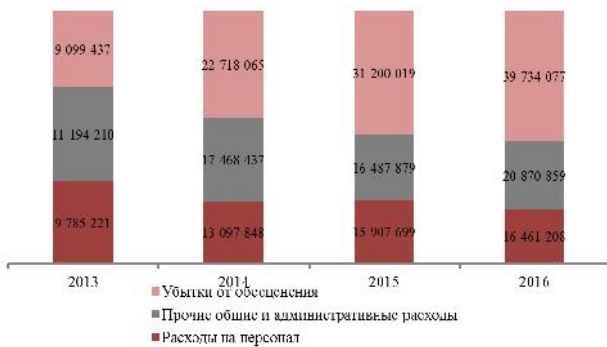 9 099 437 22 718 065 31 200 019 39 734 077
11 194 210 17 468 437 16 487 879 20 870 859
9 785 221 13 097 848 15 907 699 16 461 208
2013 2014 2015 2016
Убытки от обесценения
Прочие общие и административные расходы
Расходы на персонал